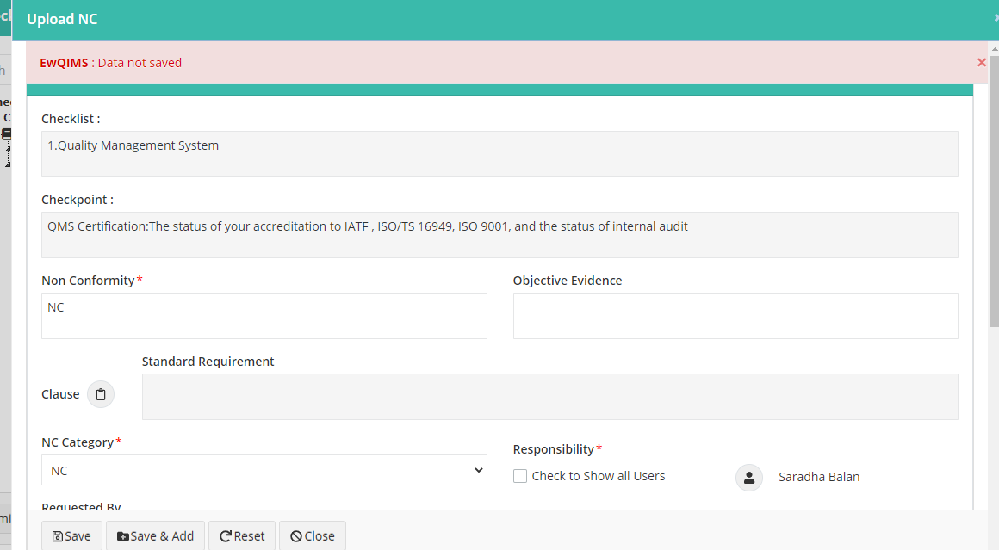 Upload NC
EwQIMS : Data not saved
Checklist :
1.Quality Management System
Checkpoint :
QMS Certification:The status of your accreditation to IATF , ISO/TS 16949, ISO 9001, and the status of internal audit
Non Conformity *
Objective Evidence
NC
Standard Requirement
Clause
NC Category *
Responsibility *
NC
Check to Show all Users
Saradha Balan
Requested By
Save
Save & Add
Reset
Close